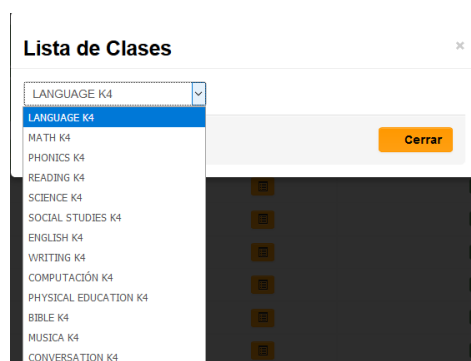 Lista de Clases
×
LANGUAGE K4
LANGUAGE K4
MATH K4
PHONICS K4
READING K4
SCIENCE K4
SOCIAL STUDIES K4
ENGLISH K4
WRITING K4
COMPUTACIÓN K4
PHYSICAL EDUCATION K4
BIBLE K4
MUSICA K4
CONVERSATION K4
Cerrar